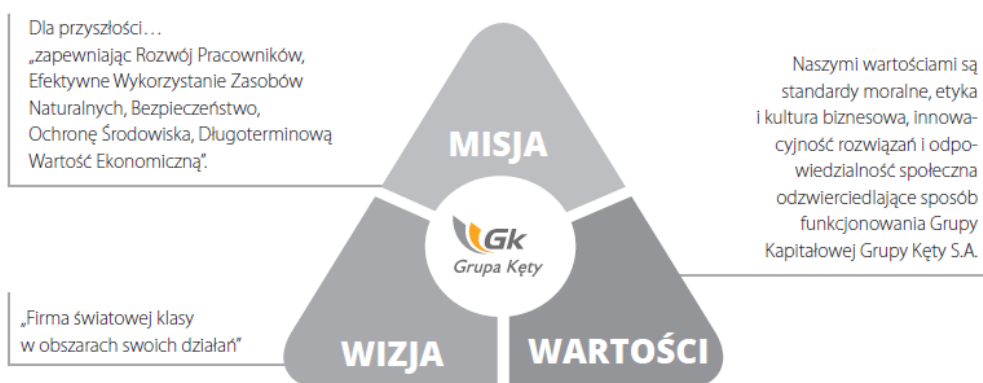 Dla przyszłości…
„zapewniając Rozwój Pracowników,
Efektywne Wykorzystanie Zasobów
Naturalnych, Bezpieczeństwo,
Ochronę Środowiska, Długoterminową
Wartość Ekonomiczną”.
MISJA
Naszymi wartościami są
standardy moralne, etyka
i kultura biznesowa, innowa-
cyjność rozwiązań i odpo-
wiedzialność społeczna
odzwierciedlające sposób
funkcjonowania Grupy
Kapitałowej Grupy Kęty S.A.
Gk
Grupa Kęty
„Firma światowej klasy
w obszarach swoich działań”
WIZJA
WARTOŚCI